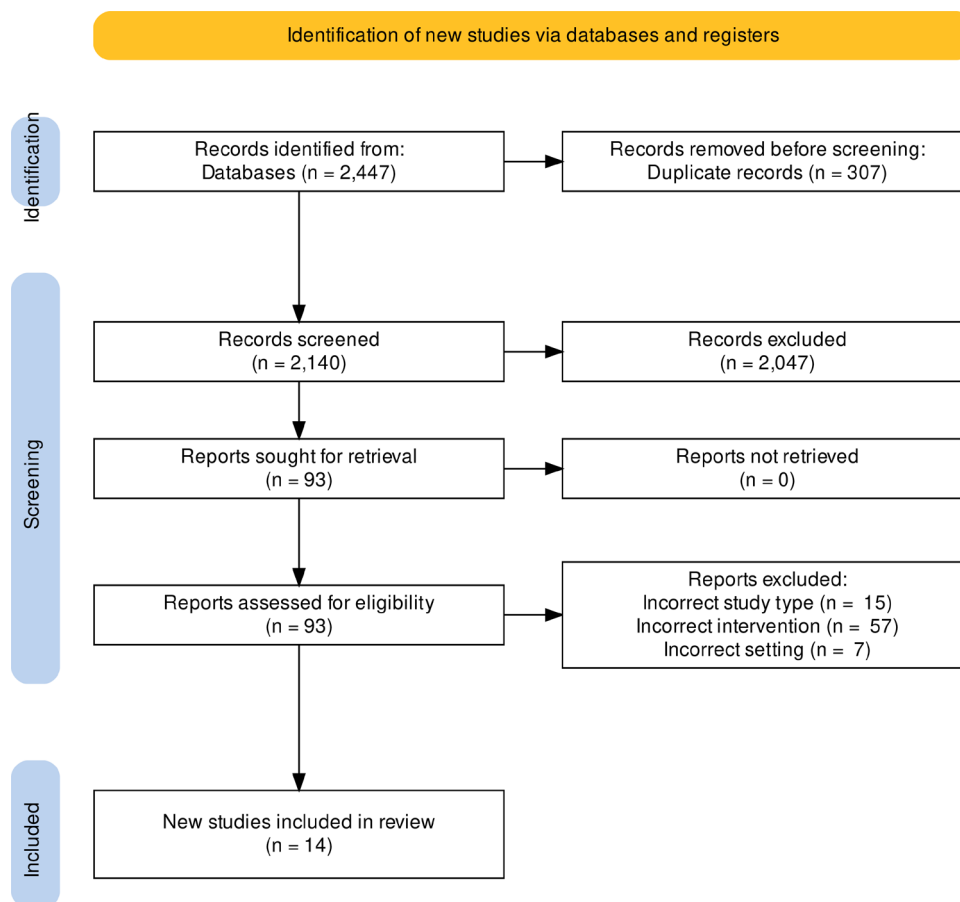 Identification of new studies via databases and registers
Identification
Records identified from:
Databases (n = 2,447)
Records removed before screening:
Duplicate records (n = 307)
Screening
Records screened
(n = 2,140)
Records excluded
(n = 2,047)
Reports sought for retrieval
(n = 93)
Reports not retrieved
(n = 0)
Reports assessed for eligibility
(n = 93)
Reports excluded:
Incorrect study type (n = 15)
Incorrect intervention (n = 57)
Incorrect setting (n = 7)
Included
New studies included in review
(n = 14)